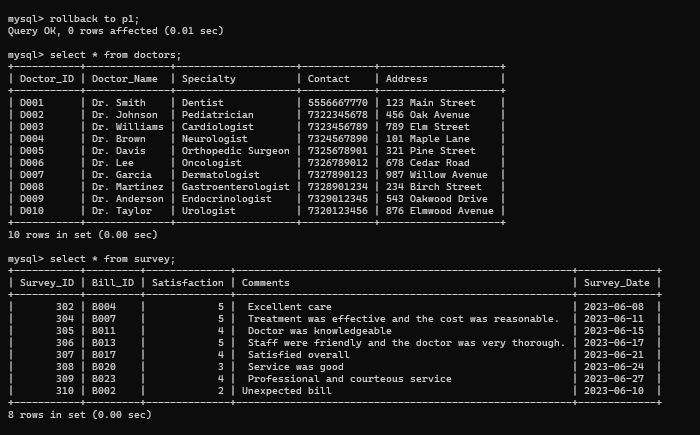 mysql> rollback to p1;
Query OK, 0 rows affected (0.01 sec)
mysql> select * from doctors;
| Doctor_ID | Doctor_Name | Specialty | Contact | Address |
| D001 | Dr. Smith | Dentist | 5556667770 | 123 Main Street |
| D002 | Dr. Johnson | Pediatrician | 7322345678 | 456 Oak Avenue |
| D003 | Dr. Williams | Cardiologist | 7323456789 | 789 Elm Street |
| D004 | Dr. Brown | Neurologist | 7324567890 | 101 Maple Lane |
| D005 | Dr. Davis | Orthopedic Surgeon | 7325678901 | 321 Pine Street |
| D006 | Dr. Lee | Oncologist | 7326789012 | 678 Cedar Road |
| D007 | Dr. Garcia | Dermatologist | 7327890123 | 987 Willow Avenue |
| D008 | Dr. Martinez | Gastroenterologist | 7328901234 | 234 Birch Street |
| D009 | Dr. Anderson | Endocrinologist | 7329012345 | 543 Oakwood Drive |
| D010 | Dr. Taylor | Urologist | 7320123456 | 876 Elmwood Avenue |
10 rows in set (0.00 sec)
mysql> select * from survey;
| Survey_ID | Bill_ID | Satisfaction | Comments | Survey_Date |
| 302 | B004 | 5 | Excellent care | 2023-06-08 |
| 304 | B007 | 5 | Treatment was effective and the cost was reasonable. | 2023-06-11 |
| 305 | B011 | 4 | Doctor was knowledgeable | 2023-06-15 |
| 306 | B013 | 5 | Staff were friendly and the doctor was very thorough. | 2023-06-17 |
| 307 | B017 | 4 | Satisfied overall | 2023-06-21 |
| 308 | B020 | 3 | Service was good | 2023-06-24 |
| 309 | B023 | 4 | Professional and courteous service | 2023-06-27 |
| 310 | B002 | 2 | Unexpected bill | 2023-06-10 |
8 rows in set (0.00 sec)